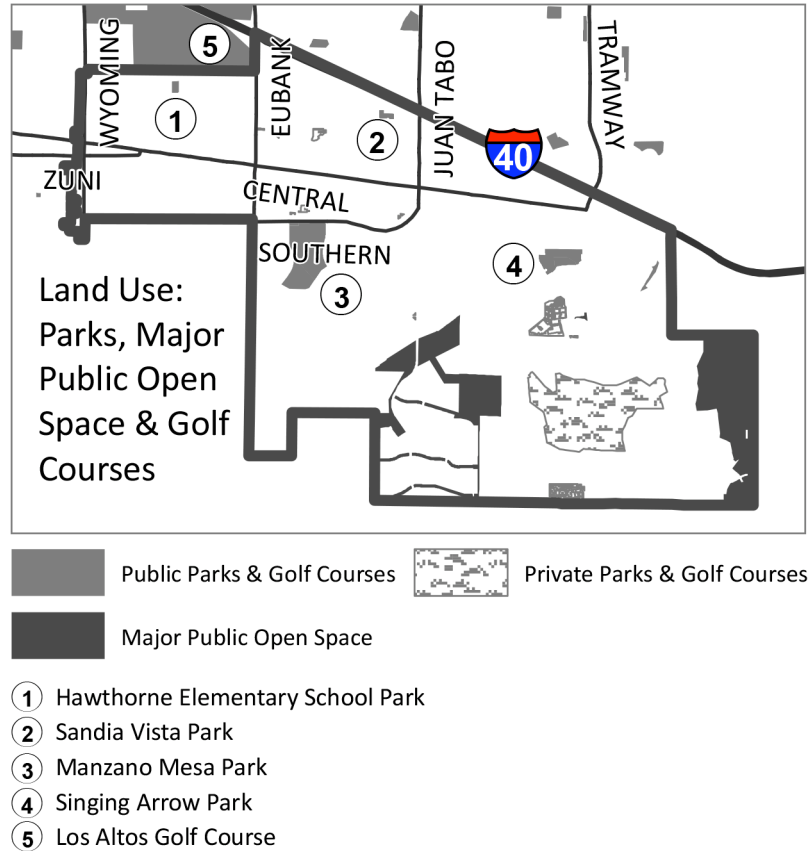 WYOMING
5
EUBANK
JUAN TABO
TRAMWAY
1
2
40
ZUNI
CENTRAL
SOUTHERN
4
3
Land Use:
Parks, Major
Public Open
Space & Golf
Courses
Public Parks & Golf Courses
Private Parks & Golf Courses
Major Public Open Space
1 Hawthorne Elementary School Park
2 Sandia Vista Park
3 Manzano Mesa Park
4 Singing Arrow Park
5 Los Altos Golf Course